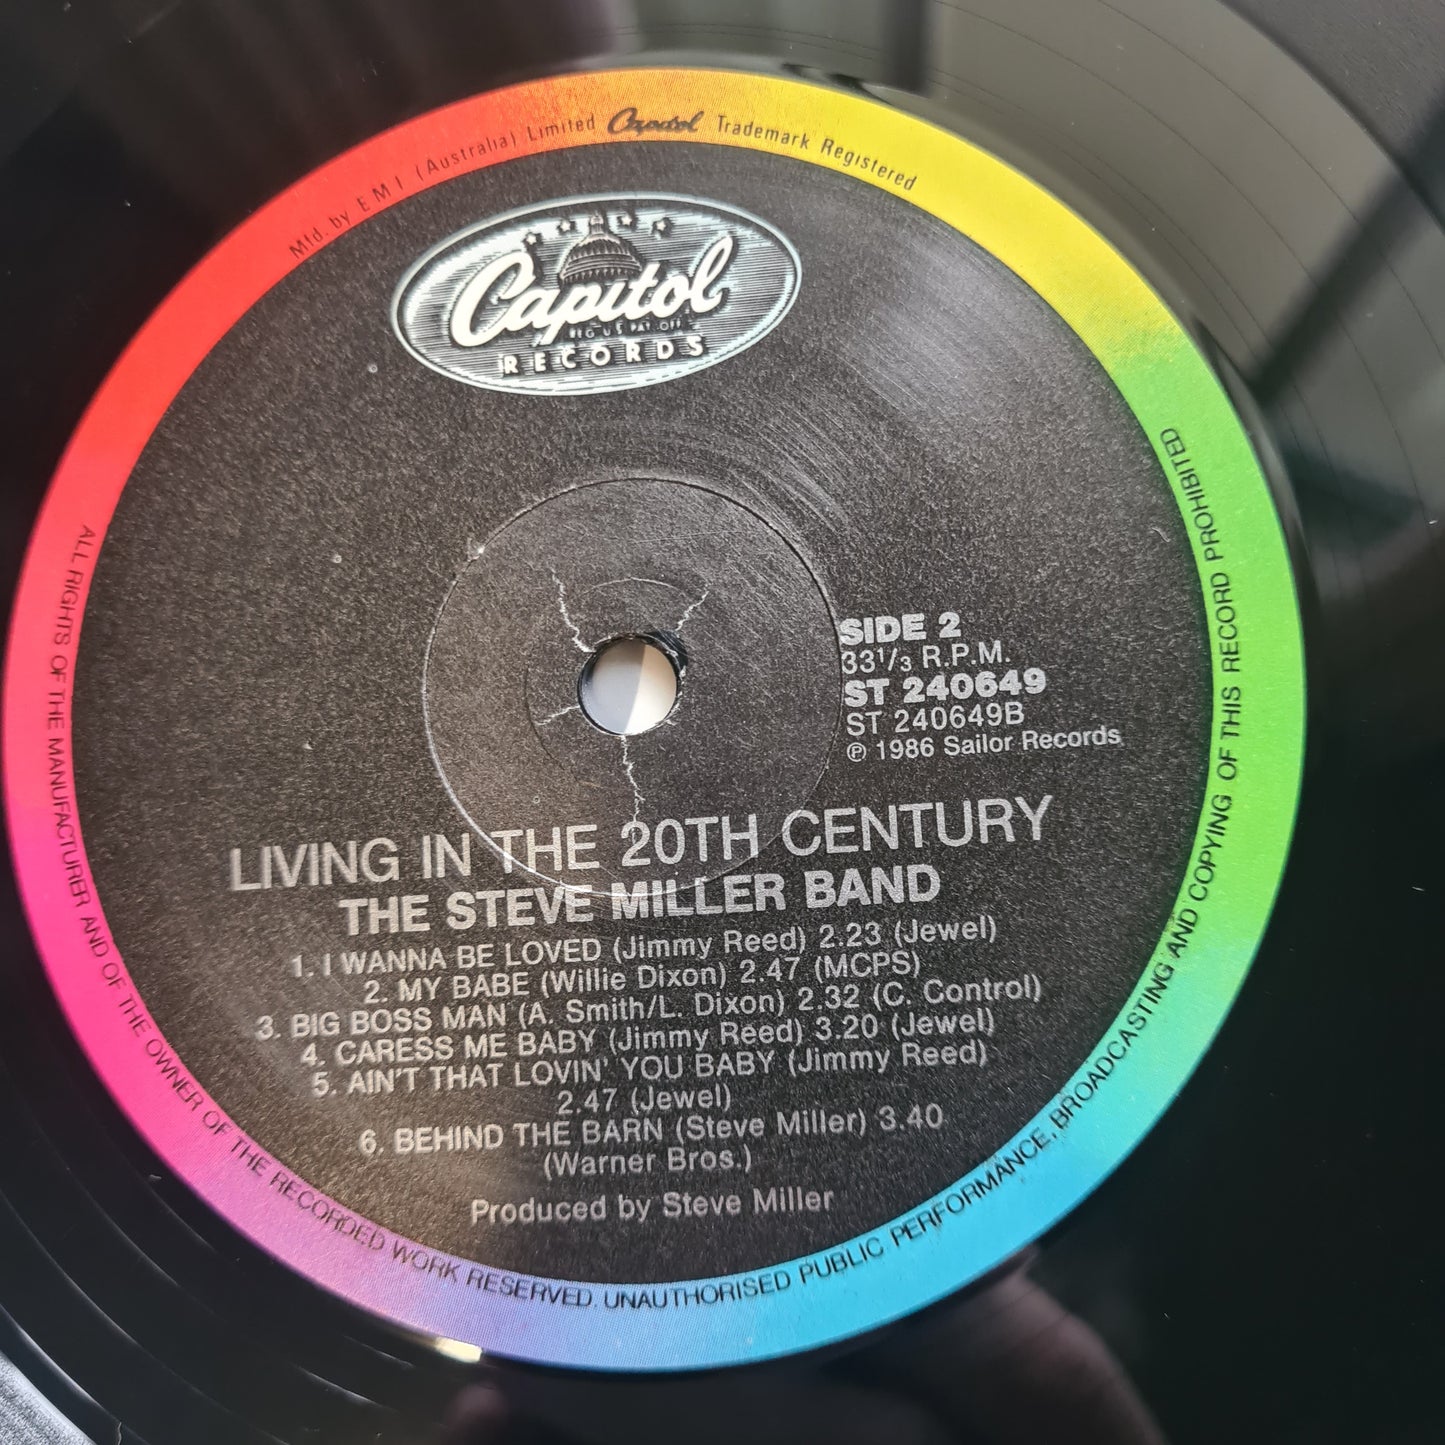 Mfd. by E M I (Australia) Limited Capitol Trademark Registered
Capitol
REG. U.S. PAT. OFF.
RECORDS
SIDE 2
33 1/3 R.P.M.
ST 240649
ST 240649B
℗ 1986 Sailor Records
LIVING IN THE 20TH CENTURY
THE STEVE MILLER BAND
1. I WANNA BE LOVED (Jimmy Reed) 2.23 (Jewel)
2. MY BABE (Willie Dixon) 2.47 (MCPS)
3. BIG BOSS MAN (A. Smith/L. Dixon) 2.32 (C. Control)
4. CARESS ME BABY (Jimmy Reed) 3.20 (Jewel)
5. AIN'T THAT LOVIN' YOU BABY (Jimmy Reed)
2.47 (Jewel)
6. BEHIND THE BARN (Steve Miller) 3.40
(Warner Bros.)
Produced by Steve Miller
ALL RIGHTS OF THE MANUFACTURER AND OF THE OWNER OF THE RECORDED WORK RESERVED. UNAUTHORISED PUBLIC PERFORMANCE, BROADCASTING AND COPYING OF THIS RECORD PROHIBITED